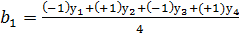 b₁ = ((-1)y₁+(+1)y₂+(-1)y₃+(+1)y₄)/4